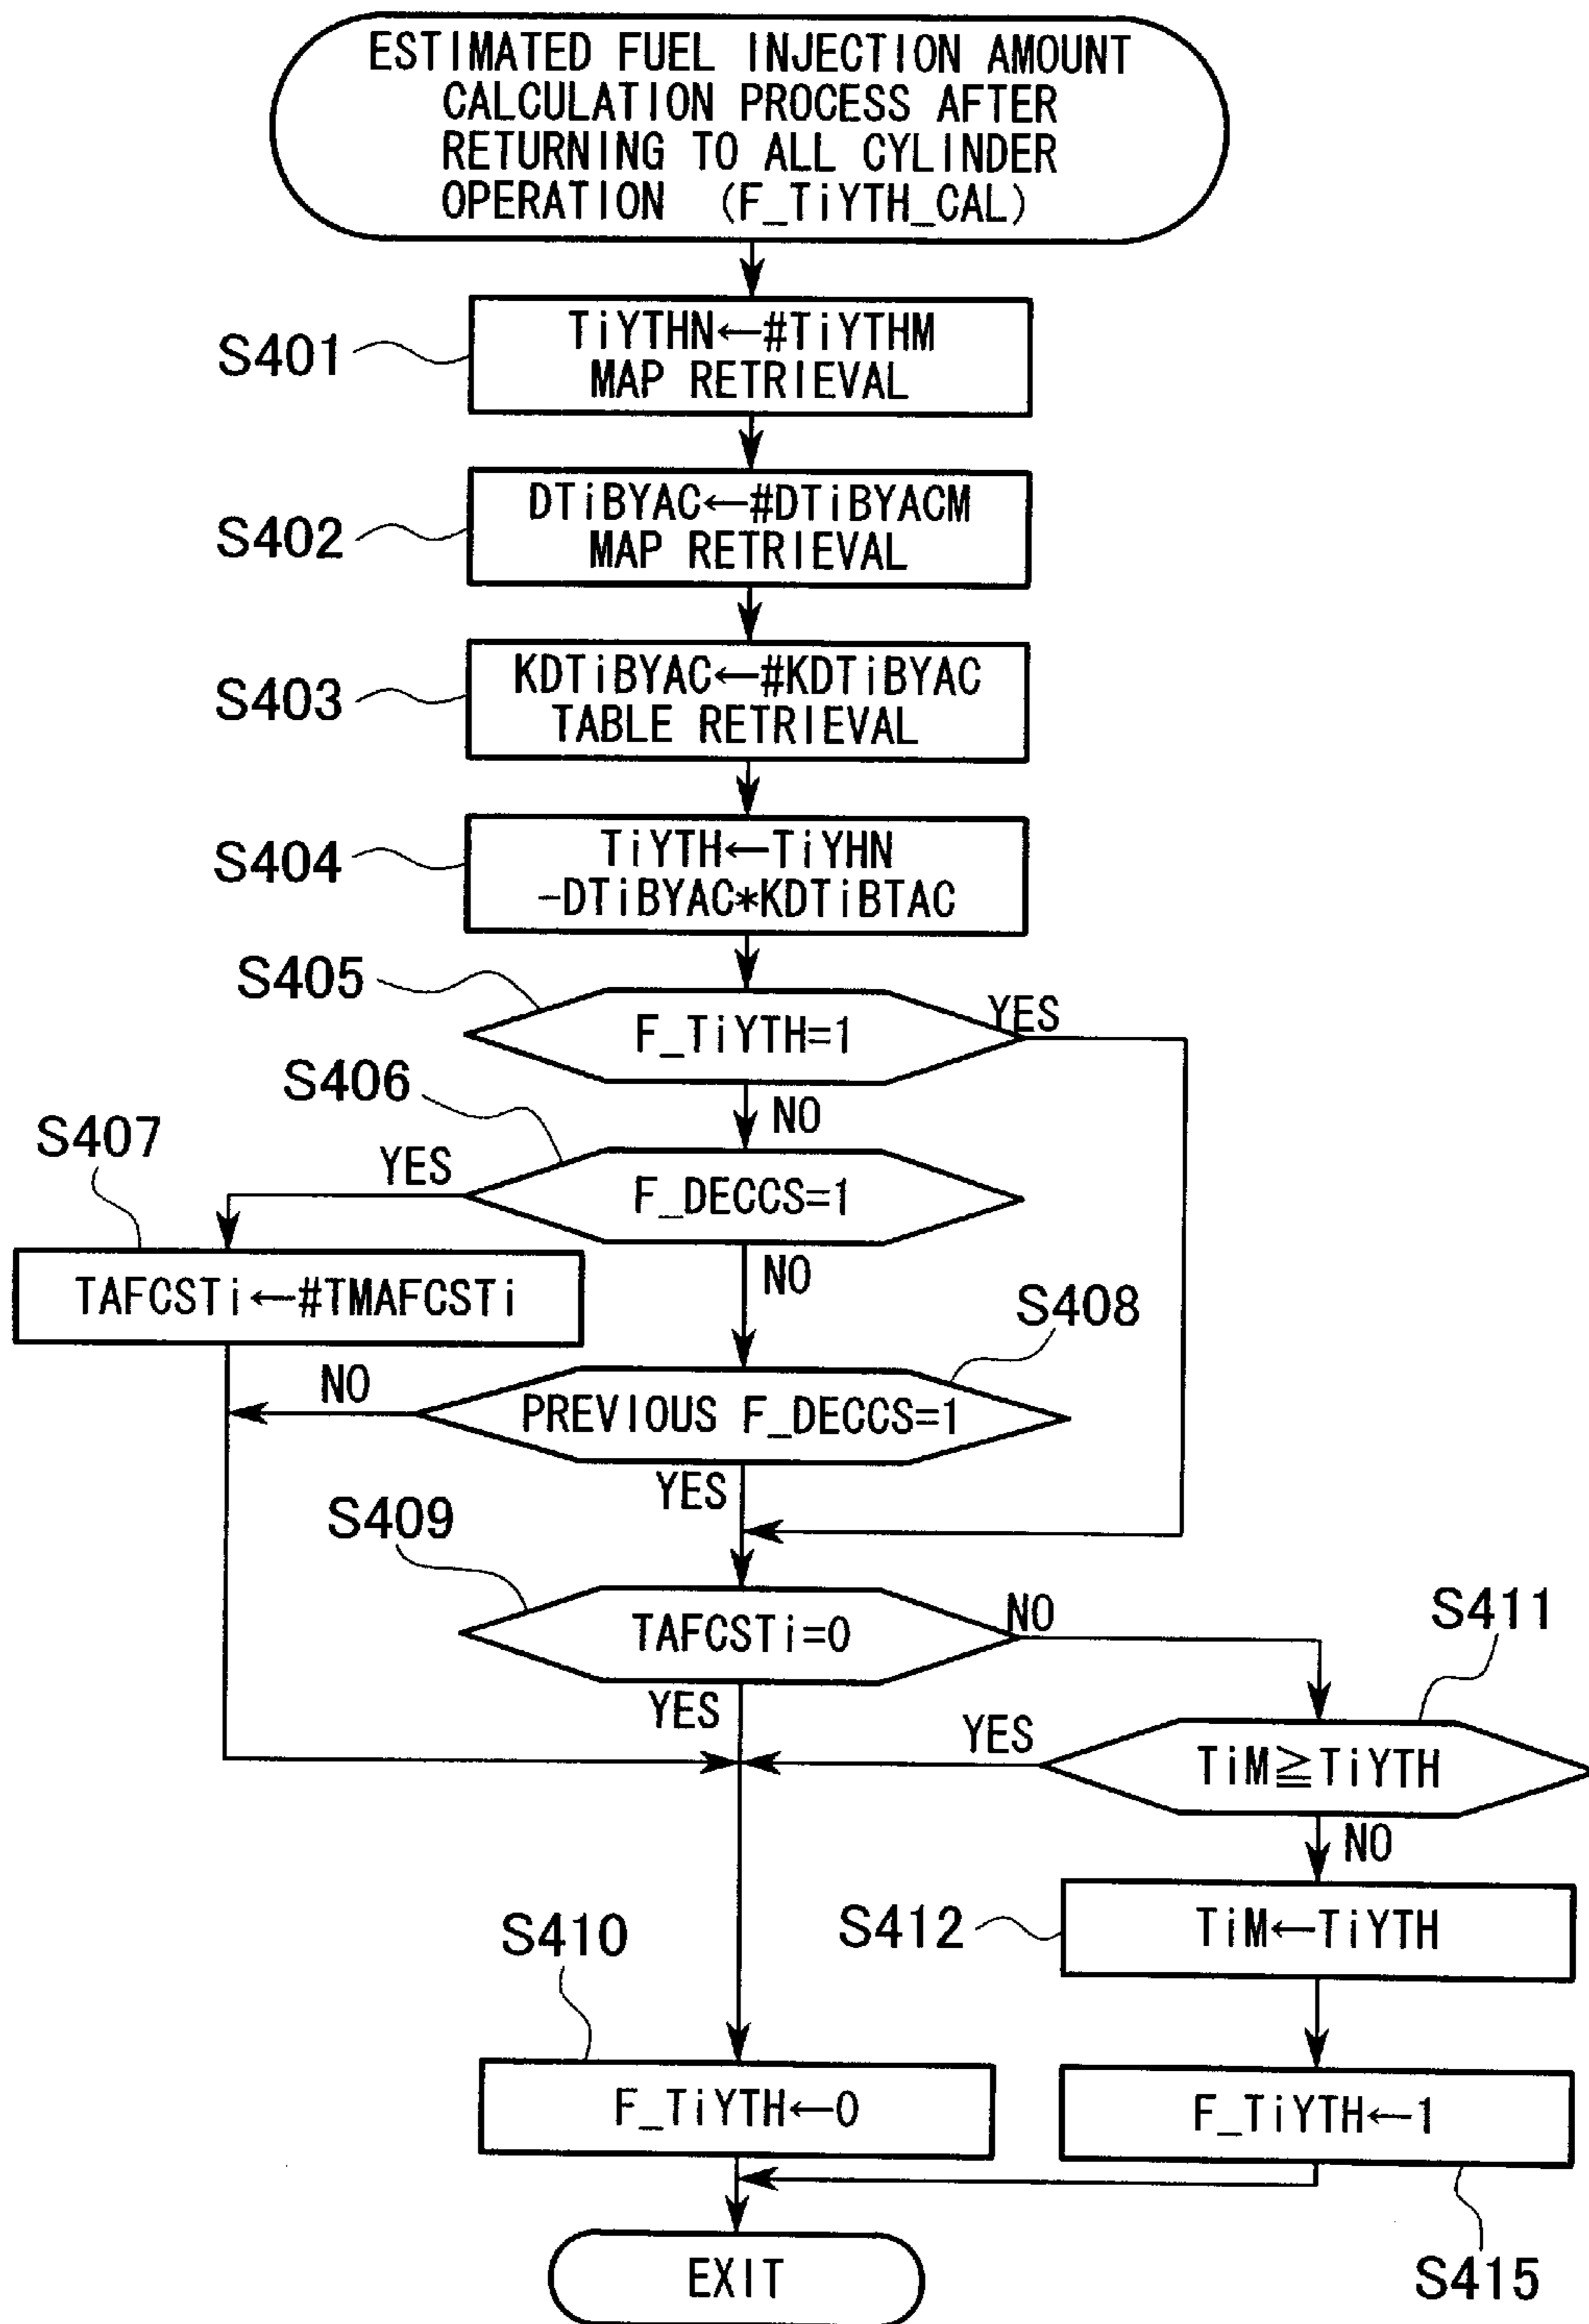 ESTIMATED FUEL INJECTION AMOUNT
CALCULATION PROCESS AFTER
RETURNING TO ALL CYLINDER
OPERATION (F_TiYTH_CAL)
S401
TiYTHN←#TiYTHM
MAP RETRIEVAL
S402
DTiBYAC←#DTiBYACM
MAP RETRIEVAL
S403
KDTiBYAC←#KDTiBYAC
TABLE RETRIEVAL
S404
TiYTH←TiYHN
-DTiBYAC*KDTiBTAC
S405
F_TiYTH=1
YES
NO
S406
F_DECCS=1
YES
NO
S407
TAFCSTi←#TMAFCSTi
S408
PREVIOUS F_DECCS=1
NO
YES
S409
TAFCSTi=0
NO
YES
S411
TiM≧TiYTH
YES
NO
S412
TiM←TiYTH
S410
F_TiYTH←0
F_TiYTH←1
S415
EXIT